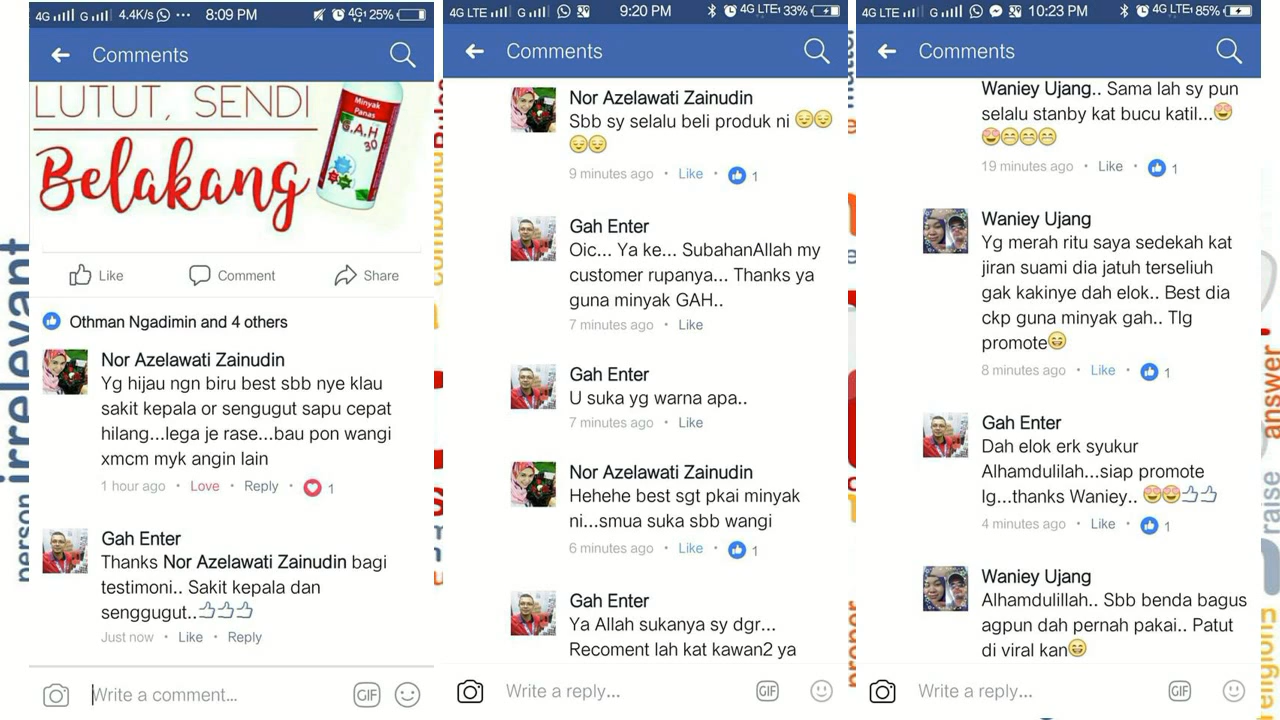 4G G 4.4K/s 8:09 PM 4G 25%
Comments
LUTUT, SENDI
Belakang
Minyak
Panas
G.A.H
30
Like Comment Share
Othman Ngadimin and 4 others
Nor Azelawati Zainudin
Yg hijau ngn biru best sbb nye klau
sakit kepala or sengugut sapu cepat
hilang...lega je rase...bau pon wangi
xmcm myk angin lain
1 hour ago • Love • Reply • 1
Gah Enter
Thanks Nor Azelawati Zainudin bagi
testimoni.. Sakit kepala dan
senggugut..👍👍👍
Just now • Like • Reply
Write a comment...
GIF
4G LTE G 9:20 PM 4G LTE 33%
Comments
Nor Azelawati Zainudin
Sbb sy selalu beli produk ni 😌😌
😌😌
9 minutes ago • Like • 1
Gah Enter
Oic... Ya ke... SubahanAllah my
customer rupanya... Thanks ya
guna minyak GAH..
7 minutes ago • Like
Gah Enter
U suka yg warna apa..
7 minutes ago • Like
Nor Azelawati Zainudin
Hehehe best sgt pkai minyak
ni...smua suka sbb wangi
6 minutes ago • Like • 1
Gah Enter
Ya Allah sukanya sy dgr...
Recoment lah kat kawan2 ya
Write a reply...
GIF
4G LTE G 10:23 PM 4G LTE 85%
Comments
Waniey Ujang.. Sama lah sy pun
selalu stanby kat bucu katil...😍
😍😁😁😁
19 minutes ago • Like • 1
Waniey Ujang
Yg merah ritu saya sedekah kat
jiran suami dia jatuh terseliuh
gak kakinye dah elok.. Best dia
ckp guna minyak gah.. Tlg
promote😁
8 minutes ago • Like • 1
Gah Enter
Dah elok erk syukur
Alhamdulilah...siap promote
lg...thanks Waniey.. 😍😍👍👍
4 minutes ago • Like • 1
Waniey Ujang
Alhamdulillah.. Sbb benda bagus
agpun dah pernah pakai.. Patut
di viral kan😁
Write a reply...
GIF
person
irrelevant
compound
Rules
proper
matter
answer
raise
religions